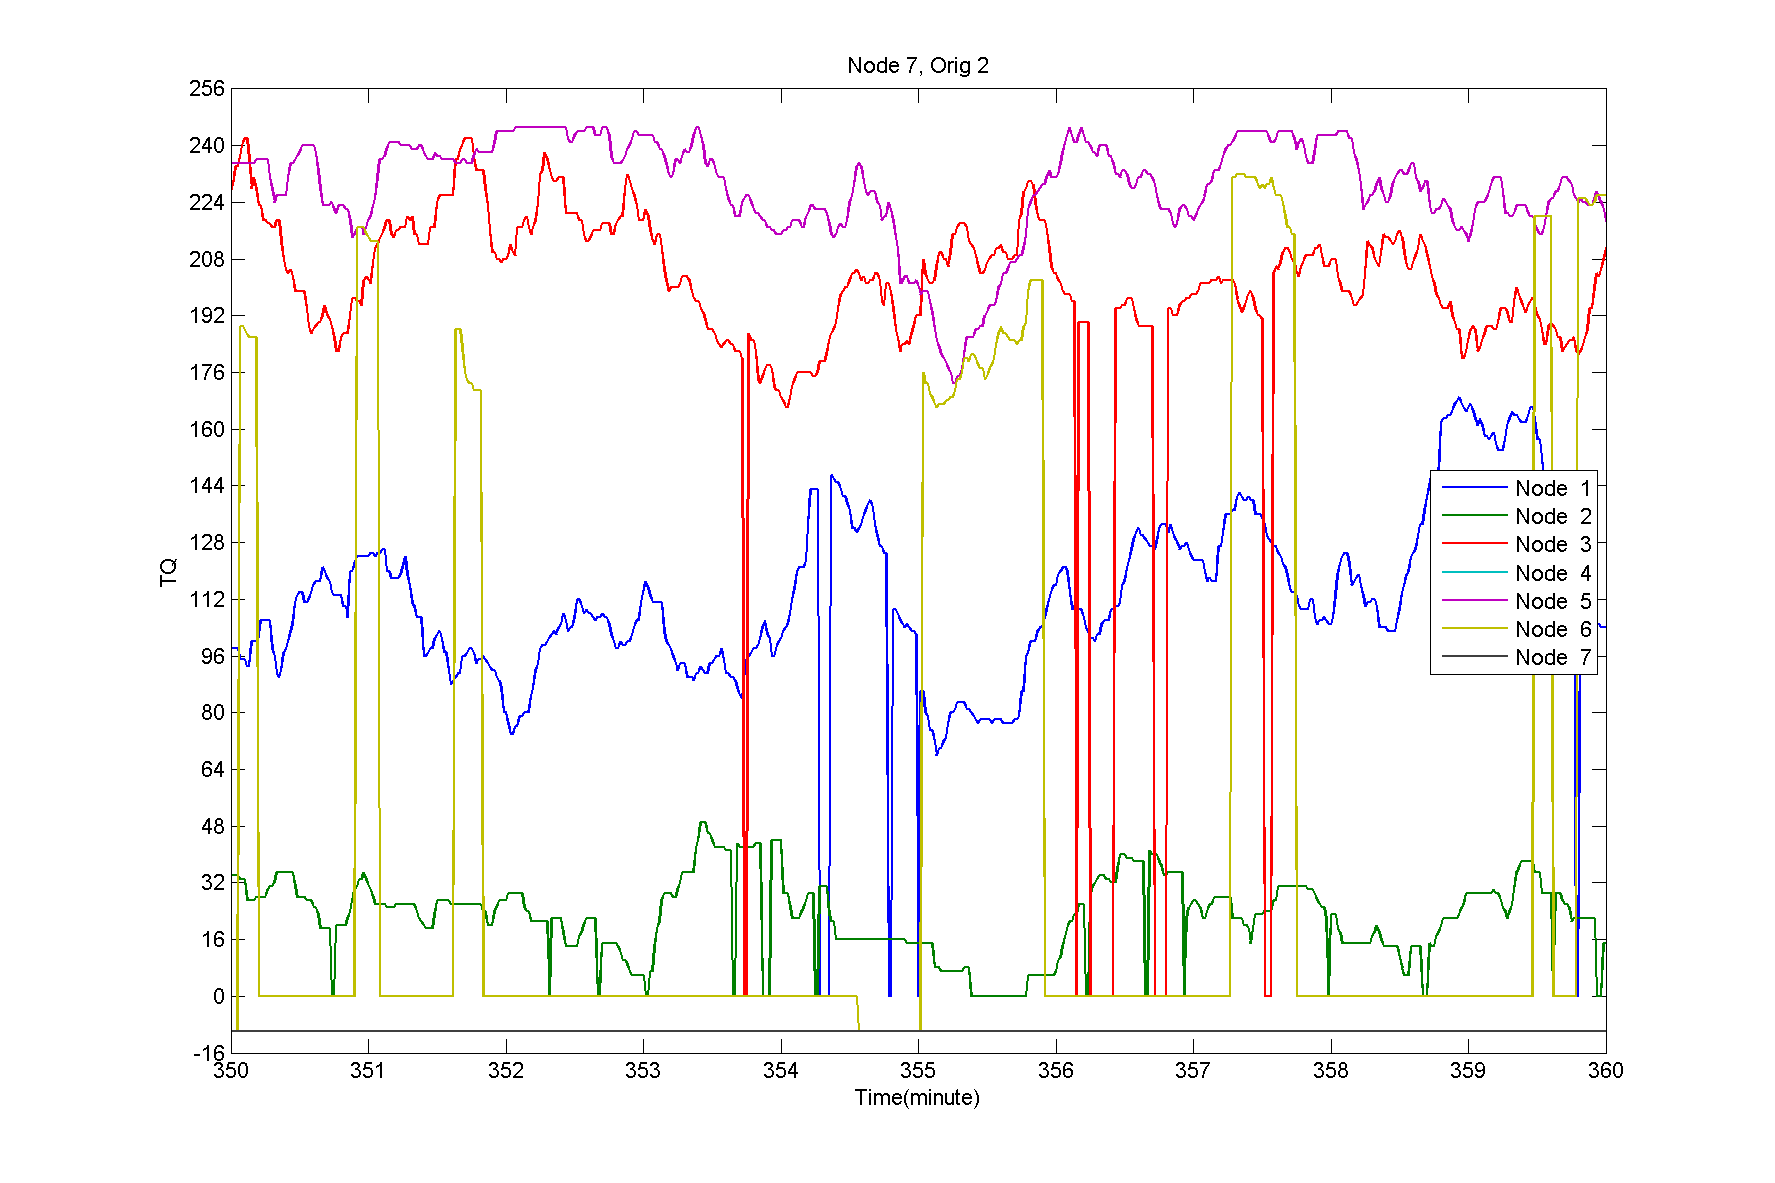 Node 7, Orig 2
256
240
224
208
192
176
160
144
128
112
96
80
64
48
32
16
0
-16
TQ
Node 1
Node 2
Node 3
Node 4
Node 5
Node 6
Node 7
350 351 352 353 354 355 356 357 358 359 360
Time(minute)